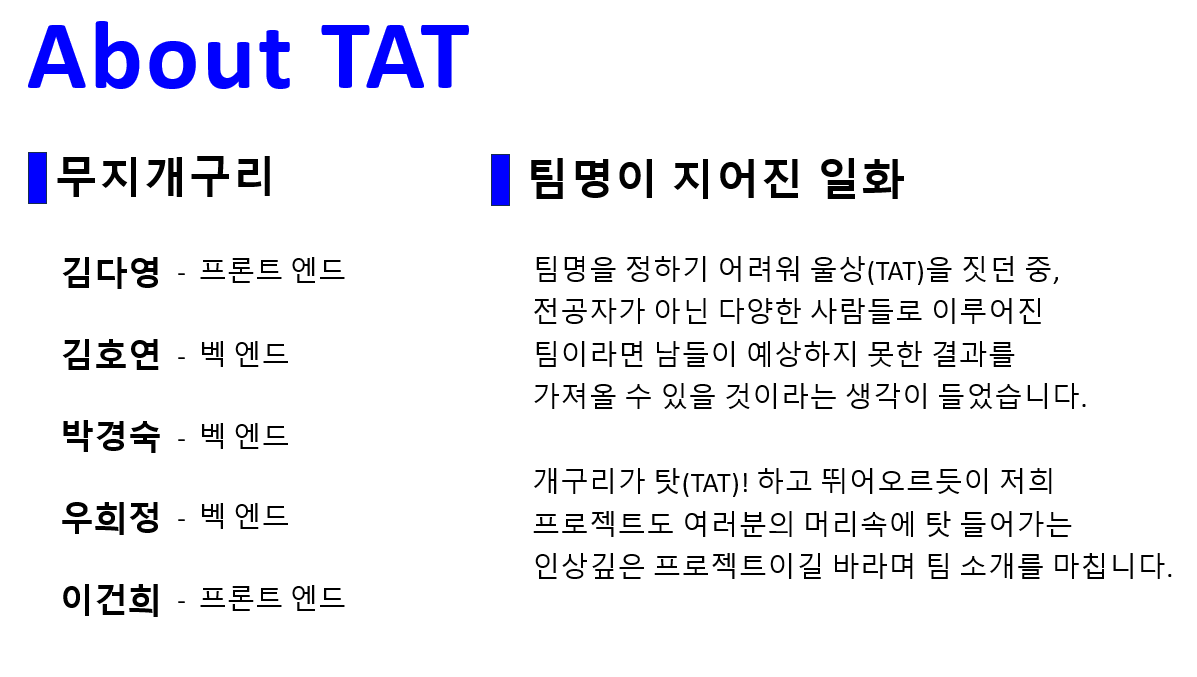 About TAT
무지개구리
김다영 - 프론트 엔드
김호연 - 벡 엔드
박경숙 - 벡 엔드
우희정 - 벡 엔드
이건희 - 프론트 엔드
팀명이 지어진 일화
팀명을 정하기 어려워 울상(TAT)을 짓던 중,
전공자가 아닌 다양한 사람들로 이루어진
팀이라면 남들이 예상하지 못한 결과를
가져올 수 있을 것이라는 생각이 들었습니다.
개구리가 탓(TAT)! 하고 뛰어오르듯이 저희
프로젝트도 여러분의 머리속에 탓 들어가는
인상깊은 프로젝트이길 바라며 팀 소개를 마칩니다.